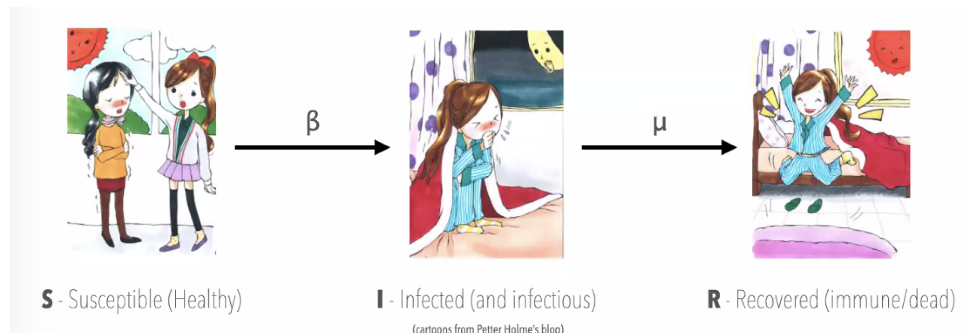 β
μ
S - Susceptible (Healthy)
I - Infected (and infectious)
R - Recovered (immune/dead)
(cartoons from Petter Holme's blog)